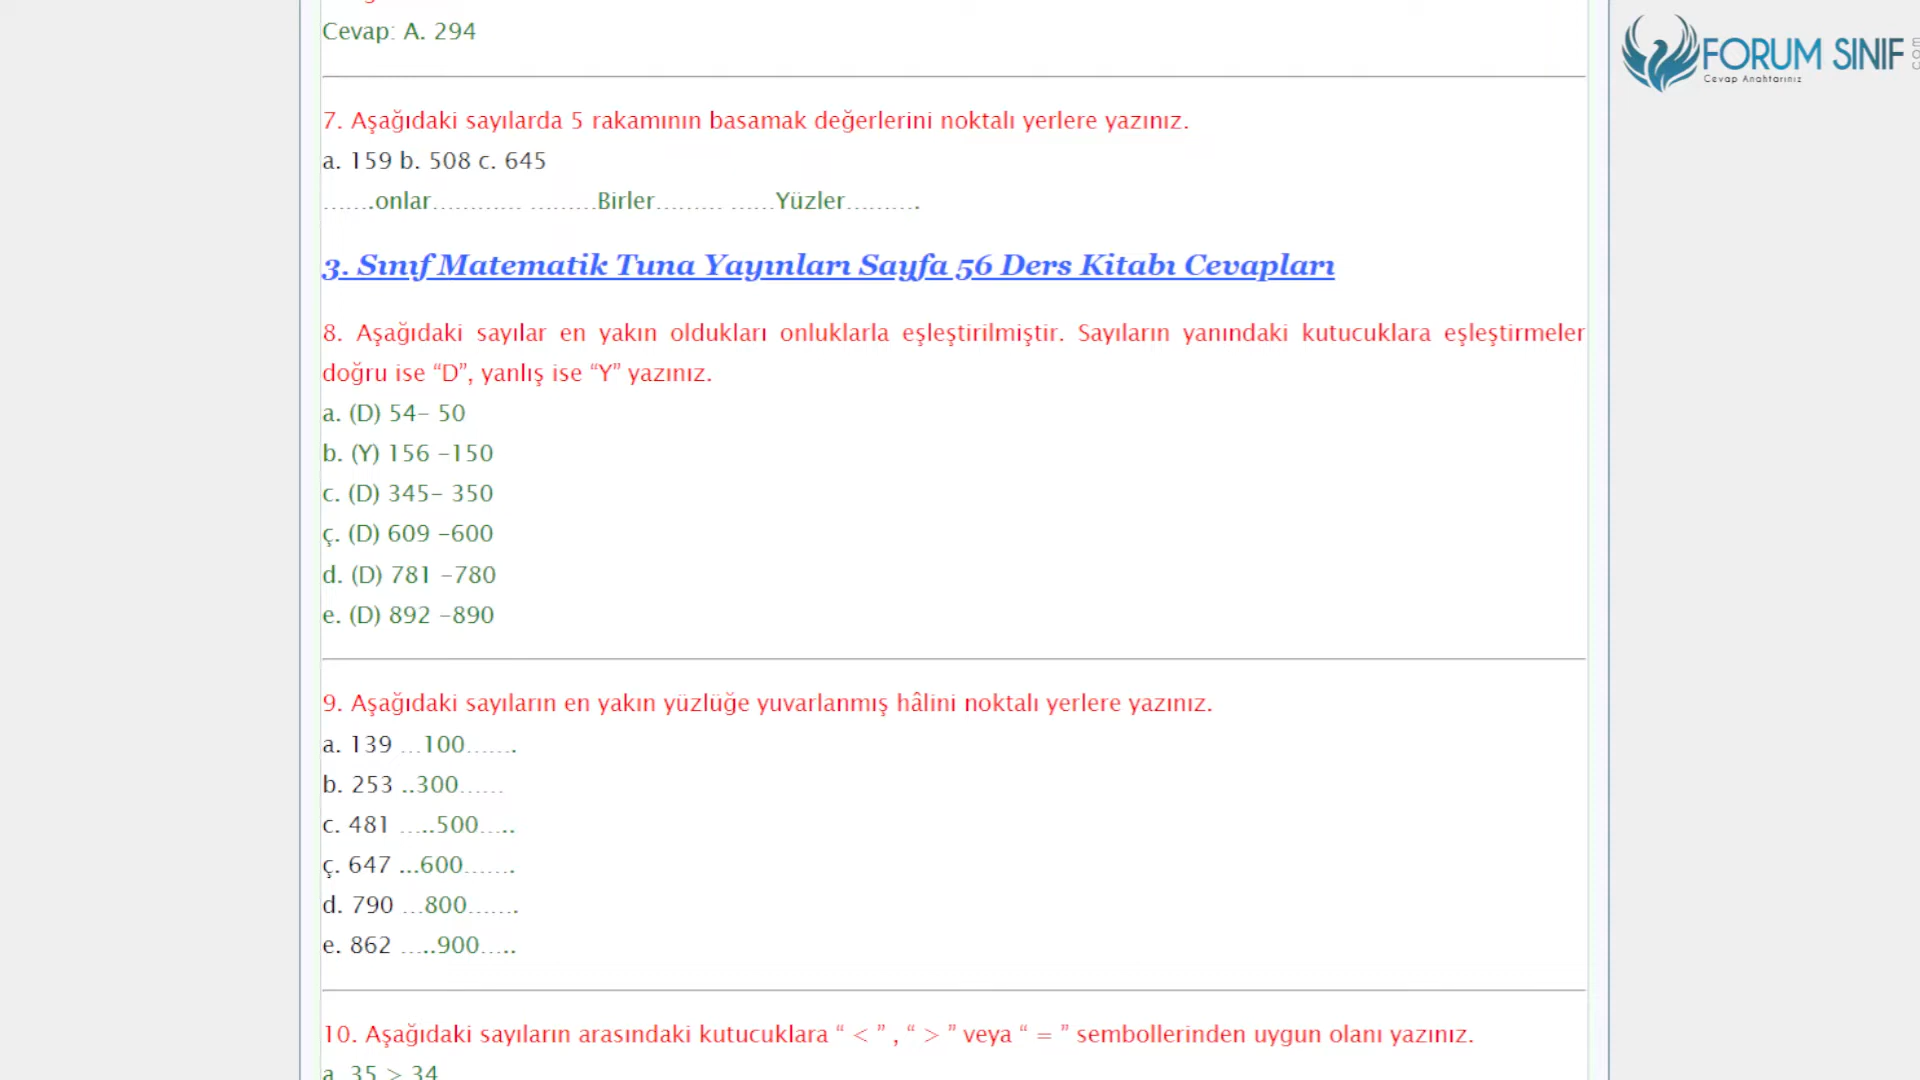 Cevap: A. 294
FORUM SINIF
com
Cevap Anahtarınız
7. Aşağıdaki sayılarda 5 rakamının basamak değerlerini noktalı yerlere yazınız.
a. 159 b. 508 c. 645
…….onlar………… ………Birler……… ……Yüzler……….
3. Sınıf Matematik Tuna Yayınları Sayfa 56 Ders Kitabı Cevapları
8. Aşağıdaki sayılar en yakın oldukları onluklarla eşleştirilmiştir. Sayıların yanındaki kutucuklara eşleştirmeler
doğru ise “D”, yanlış ise “Y” yazınız.
a. (D) 54– 50
b. (Y) 156 –150
c. (D) 345– 350
ç. (D) 609 –600
d. (D) 781 –780
e. (D) 892 –890
9. Aşağıdaki sayıların en yakın yüzlüğe yuvarlanmış hâlini noktalı yerlere yazınız.
a. 139 …100…….
b. 253 ..300……
c. 481 …..500…..
ç. 647 ...600…….
d. 790 …800…….
e. 862 …..900…..
10. Aşağıdaki sayıların arasındaki kutucuklara “ < ” , “ > ” veya “ = ” sembollerinden uygun olanı yazınız.
a. 35 > 34